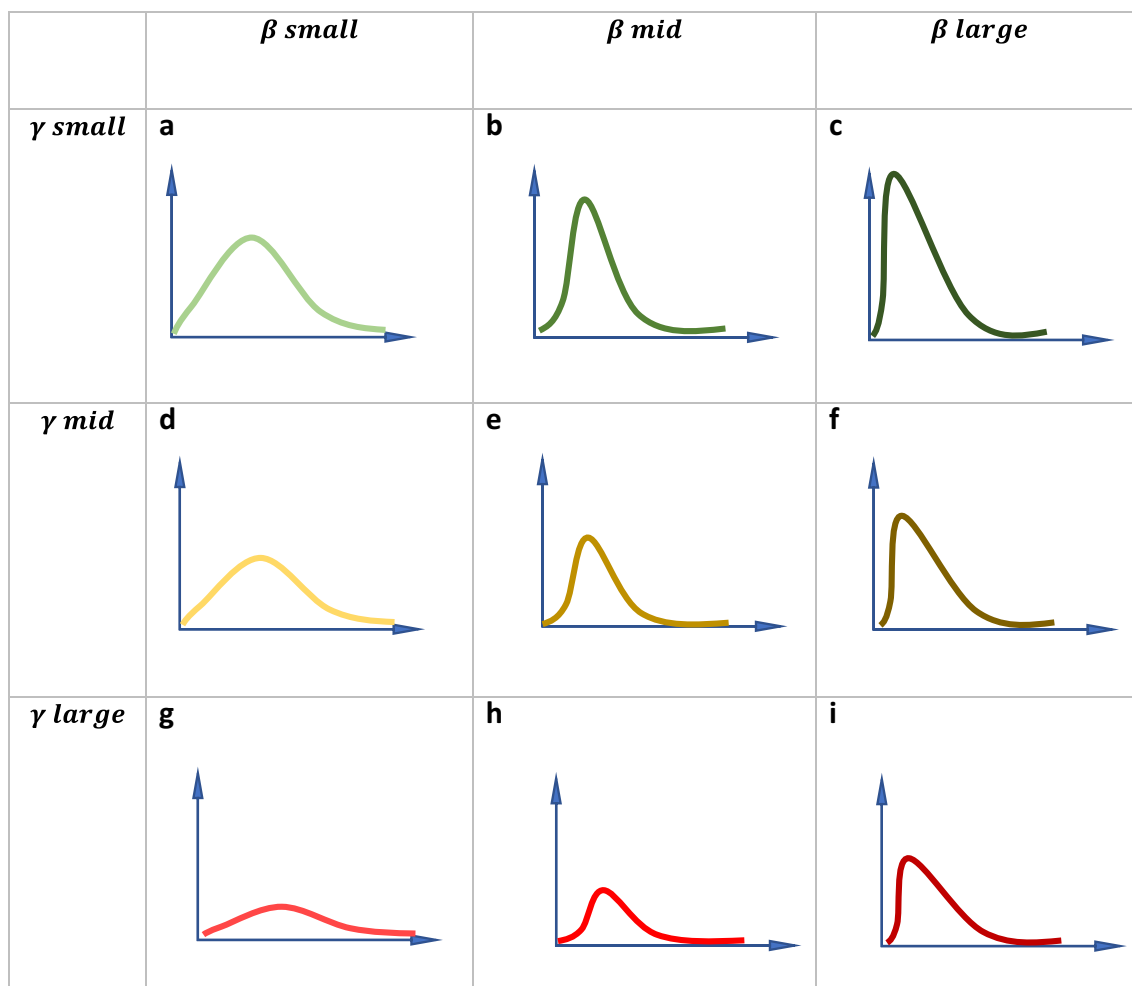 β small
β mid
β large
γ small
a
b
c
γ mid
d
e
f
γ large
g
h
i